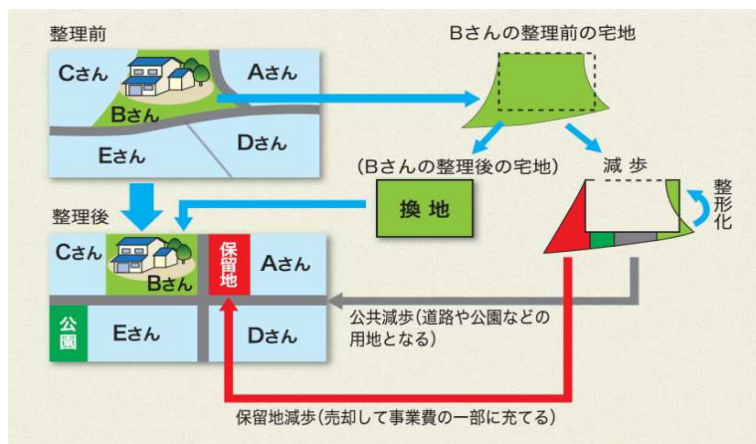 整理前
Cさん
Aさん
Bさん
Eさん
Dさん
Bさんの整理前の宅地
(Bさんの整理後の宅地)
減歩
換地
整形化
整理後
Cさん
Bさん
保留地
Aさん
公園
Eさん
Dさん
公共減歩(道路や公園などの
用地となる)
保留地減歩(売却して事業費の一部に充てる)